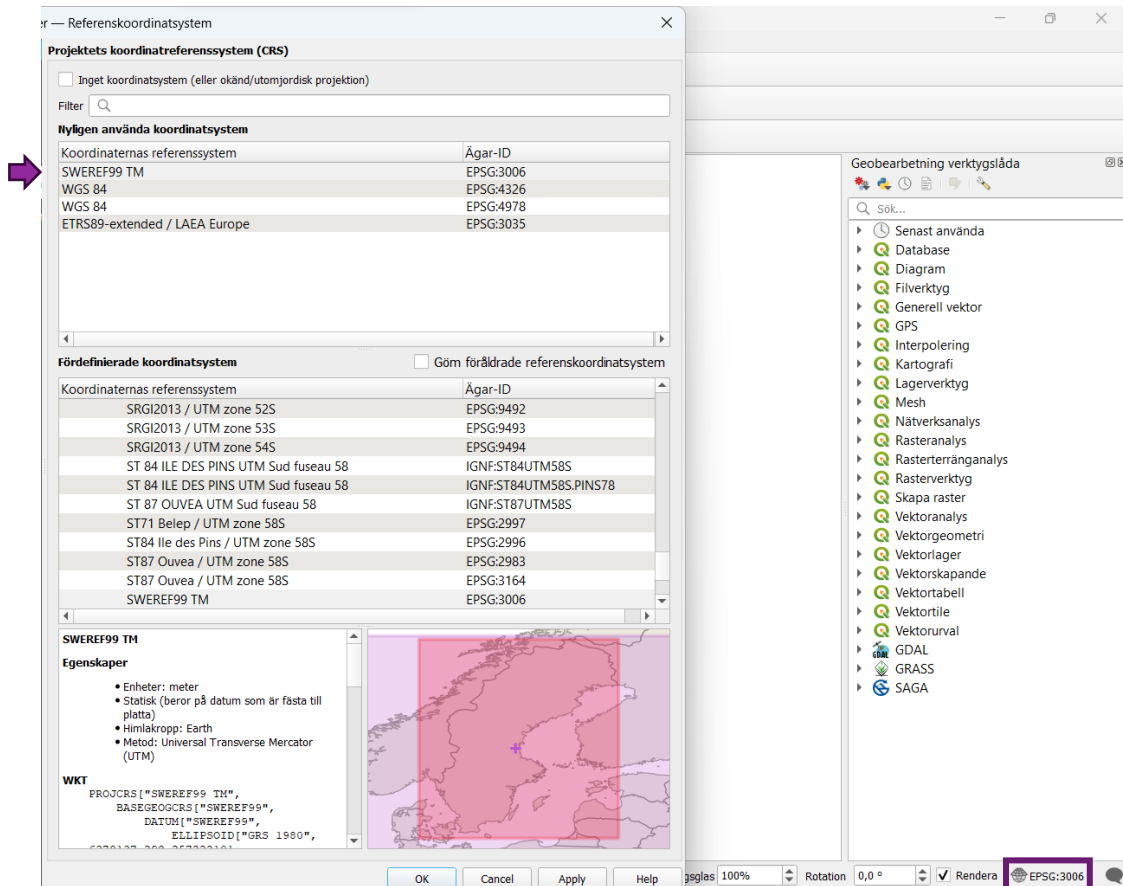 er — Referenskoordinatsystem
Projektets koordinatreferenssystem (CRS)
Inget koordinatsystem (eller okänd/utomjordisk projektion)
Filter
Nyligen använda koordinatsystem
Koordinaternas referenssystem Ägar-ID
SWEREF99 TM EPSG:3006
WGS 84 EPSG:4326
WGS 84 EPSG:4978
ETRS89-extended / LAEA Europe EPSG:3035
Fördefinierade koordinatsystem Göm föråldrade referenskoordinatsystem
Koordinaternas referenssystem Ägar-ID
SRGI2013 / UTM zone 52S EPSG:9492
SRGI2013 / UTM zone 53S EPSG:9493
SRGI2013 / UTM zone 54S EPSG:9494
ST 84 ILE DES PINS UTM Sud fuseau 58 IGNF:ST84UTM58S
ST 84 ILE DES PINS UTM Sud fuseau 58 IGNF:ST84UTM58S.PINS78
ST 87 OUVEA UTM Sud fuseau 58 IGNF:ST87UTM58S
ST71 Belep / UTM zone 58S EPSG:2997
ST84 Ile des Pins / UTM zone 58S EPSG:2996
ST87 Ouvea / UTM zone 58S EPSG:2983
ST87 Ouvea / UTM zone 58S EPSG:3164
SWEREF99 TM EPSG:3006
SWEREF99 TM
Egenskaper
• Enheter: meter
• Statisk (beror på datum som är fästa till
platta)
• Himlakropp: Earth
• Metod: Universal Transverse Mercator
(UTM)
WKT
PROJCRS["SWEREF99 TM",
BASEGEOGCRS["SWEREF99",
DATUM["SWEREF99",
ELLIPSOID["GRS 1980",
OK Cancel Apply Help
Geobearbetning verktygslåda
Sök...
Senast använda
Database
Diagram
Filverktyg
Generell vektor
GPS
Interpolering
Kartografi
Lagerverktyg
Mesh
Nätverksanalys
Rasteranalys
Rasterterränganalys
Rasterverktyg
Skapa raster
Vektoranalys
Vektorgeometri
Vektorlager
Vektorskapande
Vektortabell
Vektortile
Vektorurval
GDAL
GRASS
SAGA
gsglas 100% Rotation 0,0 ° Rendera EPSG:3006